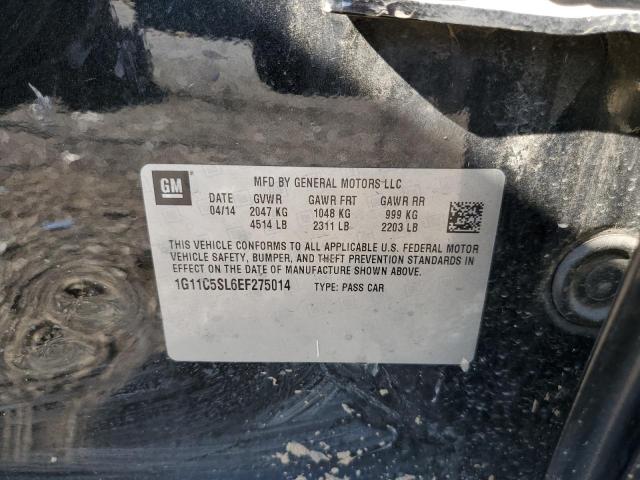 GM
MFD BY GENERAL MOTORS LLC
DATE GVWR GAWR FRT GAWR RR
04/14 2047 KG 1048 KG 999 KG
4514 LB 2311 LB 2203 LB
THIS VEHICLE CONFORMS TO ALL APPLICABLE U.S. FEDERAL MOTOR
VEHICLE SAFETY, BUMPER, AND THEFT PREVENTION STANDARDS IN
EFFECT ON THE DATE OF MANUFACTURE SHOWN ABOVE.
1G11C5SL6EF275014 TYPE: PASS CAR